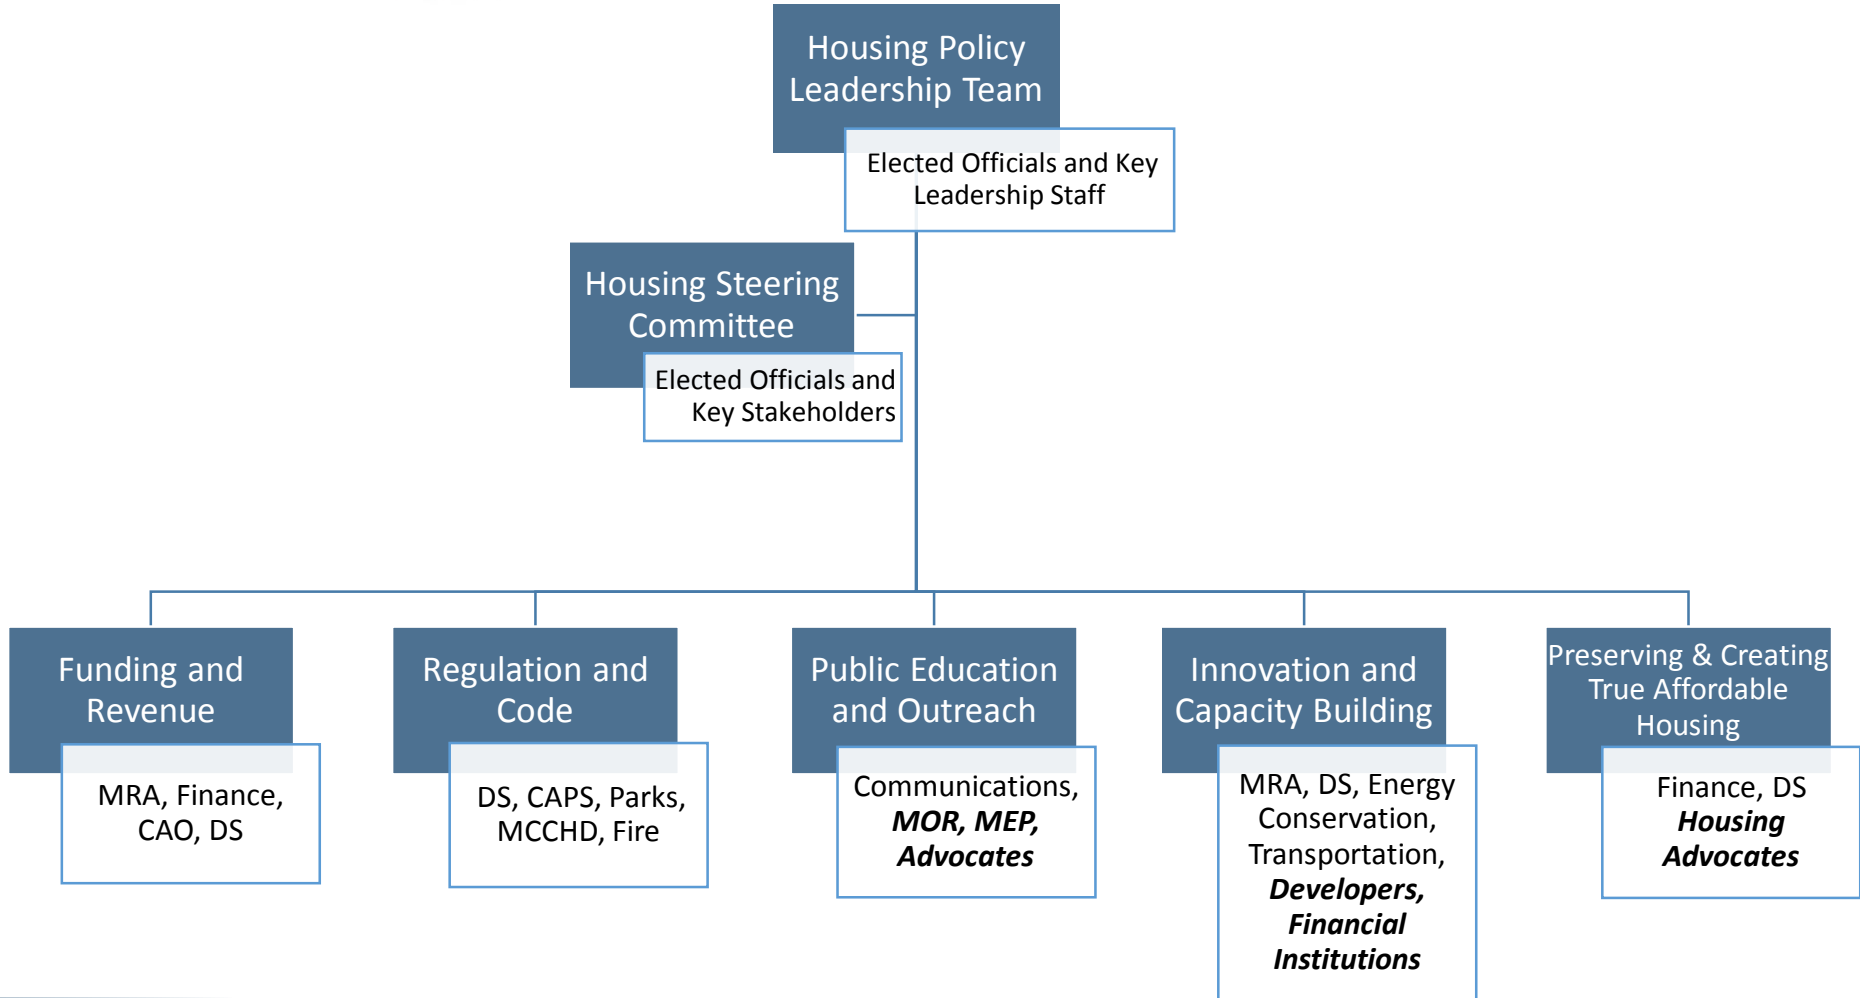 Housing Policy
Leadership Team
Elected Officials and Key
Leadership Staff
Housing Steering
Committee
Elected Officials and
Key Stakeholders
Funding and
Revenue
MRA, Finance,
CAO, DS
Regulation and
Code
DS, CAPS, Parks,
MCCHD, Fire
Public Education
and Outreach
Communications,
MOR, MEP,
Advocates
Innovation and
Capacity Building
MRA, DS, Energy
Conservation,
Transportation,
Developers,
Financial
Institutions
Preserving & Creating
True Affordable
Housing
Finance, DS
Housing
Advocates